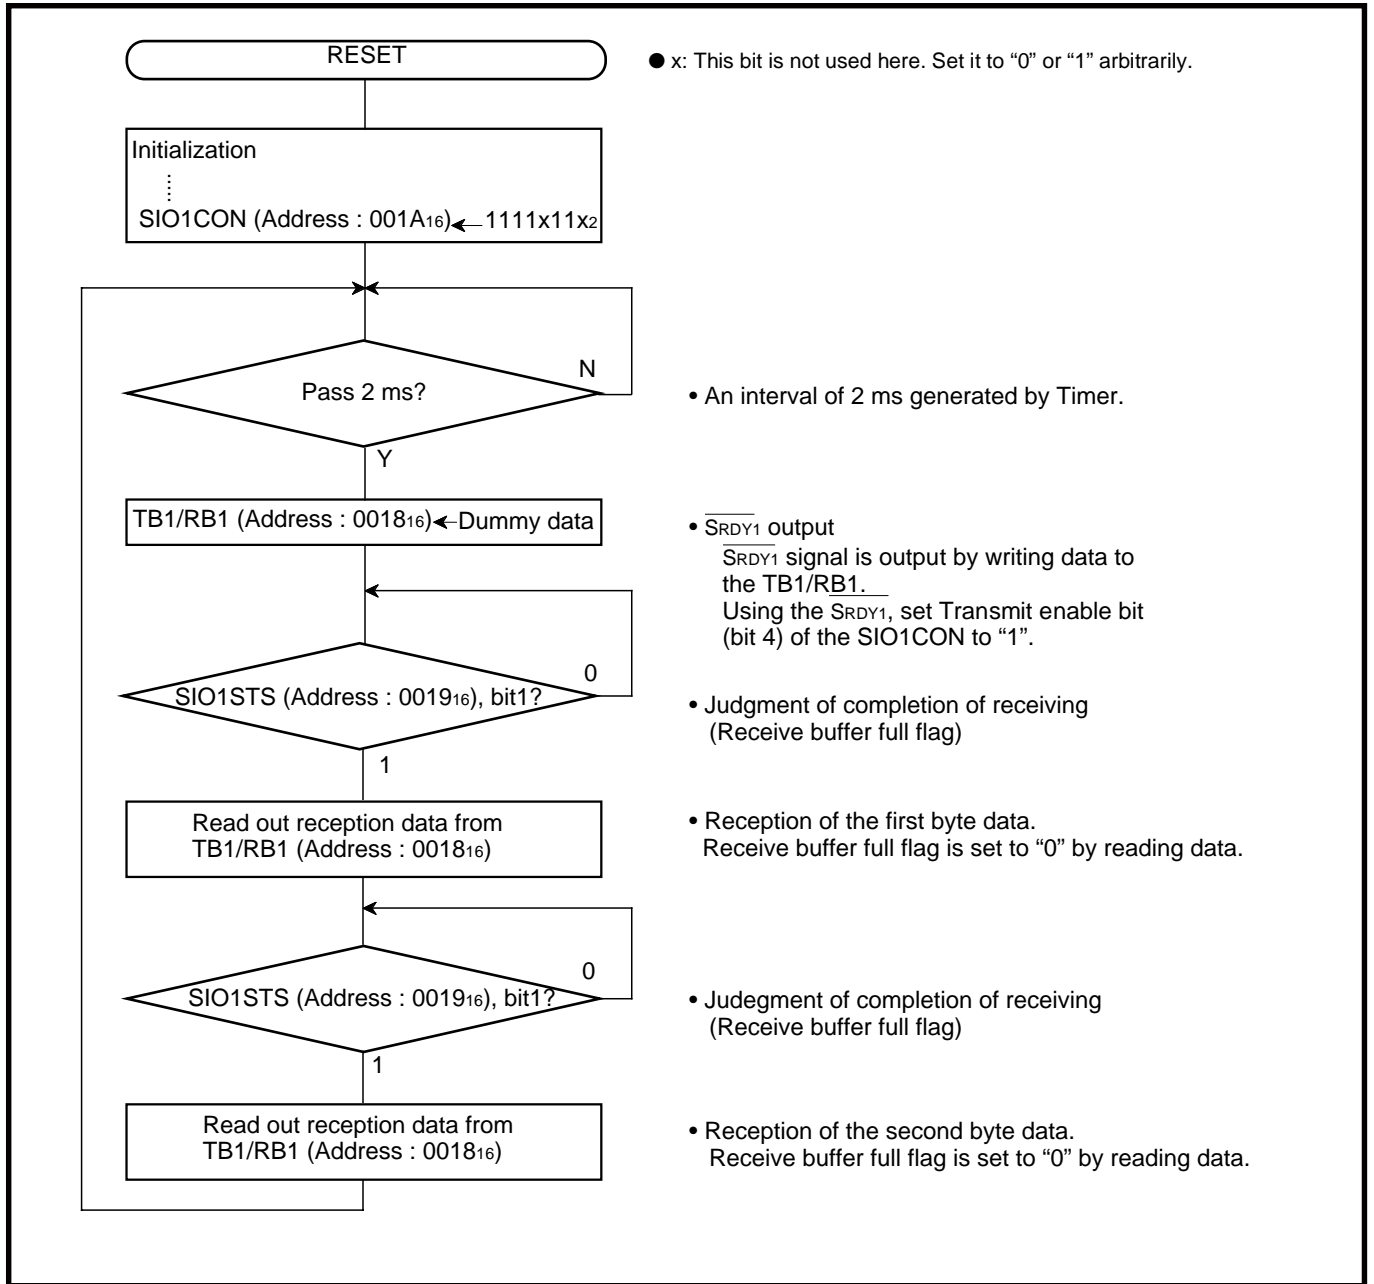 RESET
● x: This bit is not used here. Set it to “0” or “1” arbitrarily.
Initialization
SIO1CON (Address : 001A16) ← 1111x11x2
Pass 2 ms?
N
• An interval of 2 ms generated by Timer.
Y
TB1/RB1 (Address : 001816) ← Dummy data
• SRDY1 output
SRDY1 signal is output by writing data to
the TB1/RB1.
Using the SRDY1, set Transmit enable bit
(bit 4) of the SIO1CON to “1”.
SIO1STS (Address : 001916), bit1?
0
• Judgment of completion of receiving
(Receive buffer full flag)
1
Read out reception data from
TB1/RB1 (Address : 001816)
• Reception of the first byte data.
Receive buffer full flag is set to “0” by reading data.
SIO1STS (Address : 001916), bit1?
0
• Judegment of completion of receiving
(Receive buffer full flag)
1
Read out reception data from
TB1/RB1 (Address : 001816)
• Reception of the second byte data.
Receive buffer full flag is set to “0” by reading data.